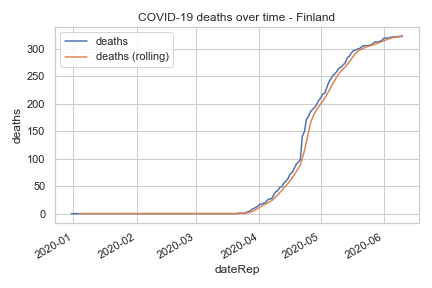 COVID-19 deaths over time - Finland
deaths
deaths (rolling)
300
250
200
150
100
50
0
deaths
2020-01
2020-02
2020-03
2020-04
2020-05
2020-06
dateRep